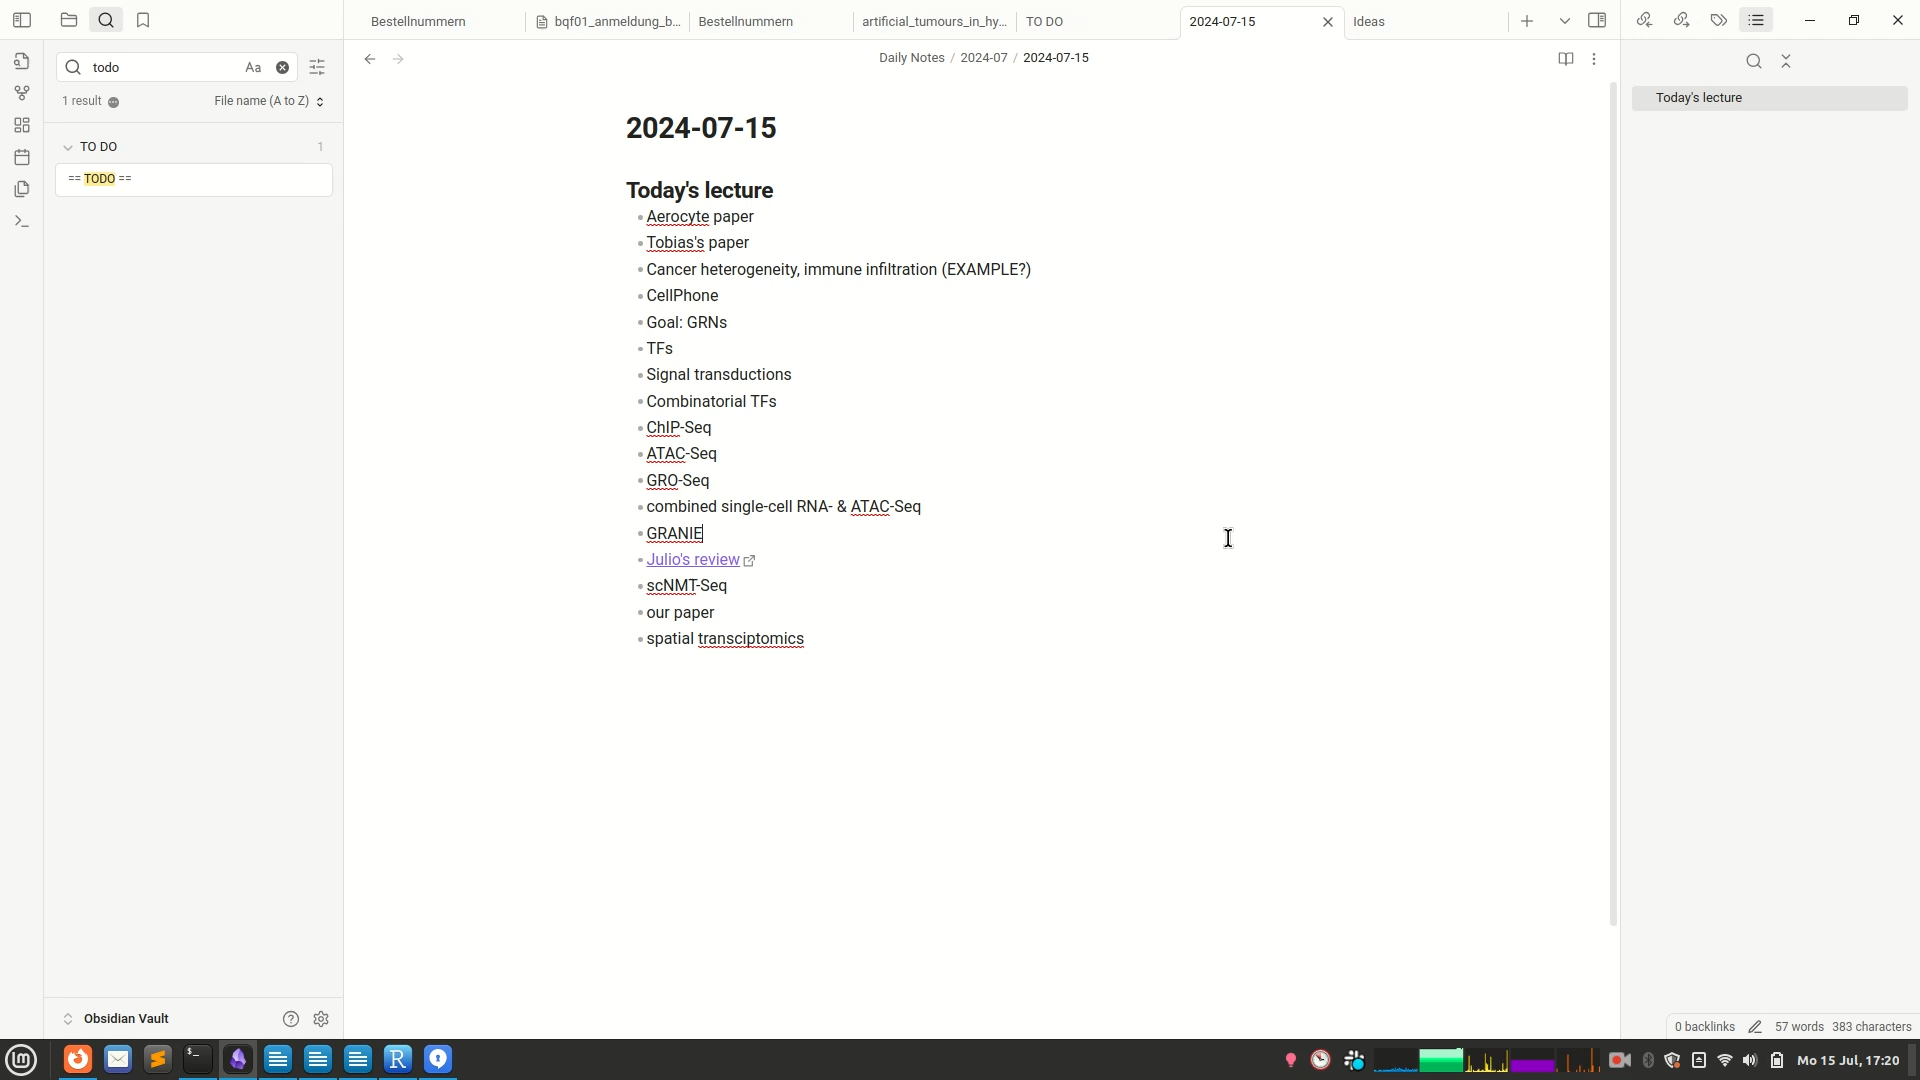 Bestellnummern
bqf01_anmeldung_b...
Bestellnummern
artificial_tumours_in_hy...
TO DO
2024-07-15
Ideas
todo
Aa
1 result
File name (A to Z)
TO DO
1
== TODO ==
Daily Notes / 2024-07 / 2024-07-15
2024-07-15
Today's lecture
Aerocyte paper
Tobias's paper
Cancer heterogeneity, immune infiltration (EXAMPLE?)
CellPhone
Goal: GRNs
TFs
Signal transductions
Combinatorial TFs
ChIP-Seq
ATAC-Seq
GRO-Seq
combined single-cell RNA- & ATAC-Seq
GRANIE
Julio's review
scNMT-Seq
our paper
spatial transciptomics
Today's lecture
Obsidian Vault
0 backlinks
57 words
383 characters
Mo 15 Jul, 17:20